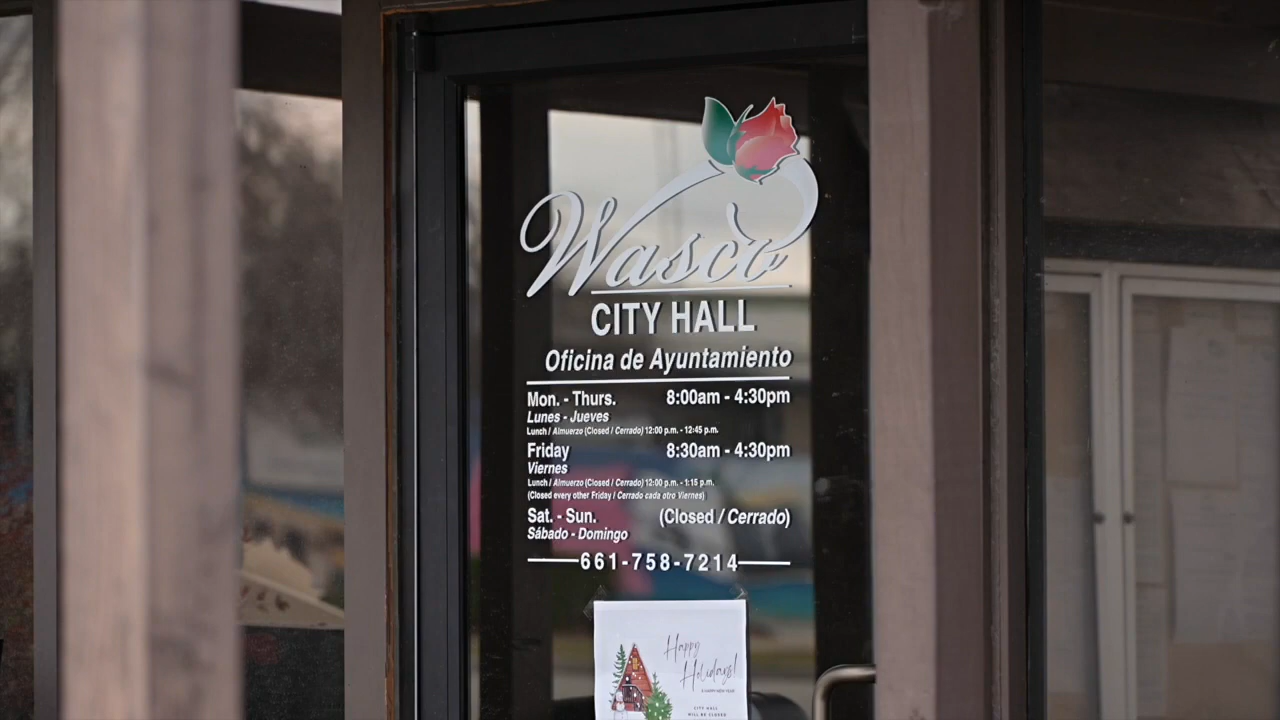 Wasco
CITY HALL
Oficina de Ayuntamiento
Mon. - Thurs. 8:00am - 4:30pm
Lunes - Jueves
Lunch / Almuerzo (Closed / Cerrado) 12:00 p.m. - 12:45 p.m.
Friday 8:30am - 4:30pm
Viernes
Lunch / Almuerzo (Closed / Cerrado) 12:00 p.m. - 1:15 p.m.
(Closed every other Friday / Cerrado cada otro Viernes)
Sat. - Sun. (Closed / Cerrado)
Sábado - Domingo
661-758-7214
Happy
Holidays!
& HAPPY NEW YEAR
CITY HALL
WILL BE CLOSED